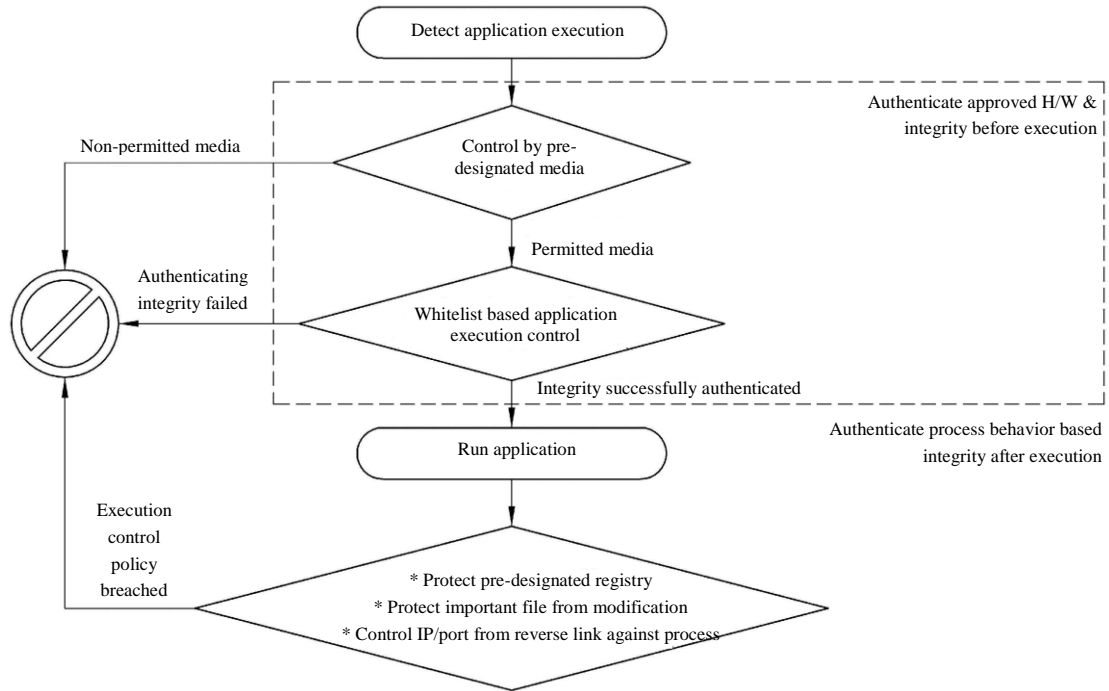 Detect application execution
Authenticate approved H/W &
integrity before execution
Non-permitted media
Control by pre-
designated media
Permitted media
Authenticating
integrity failed
Whitelist based application
execution control
Integrity successfully authenticated
Authenticate process behavior based
integrity after execution
Run application
Execution
control
policy
breached
* Protect pre-designated registry
* Protect important file from modification
* Control IP/port from reverse link against process